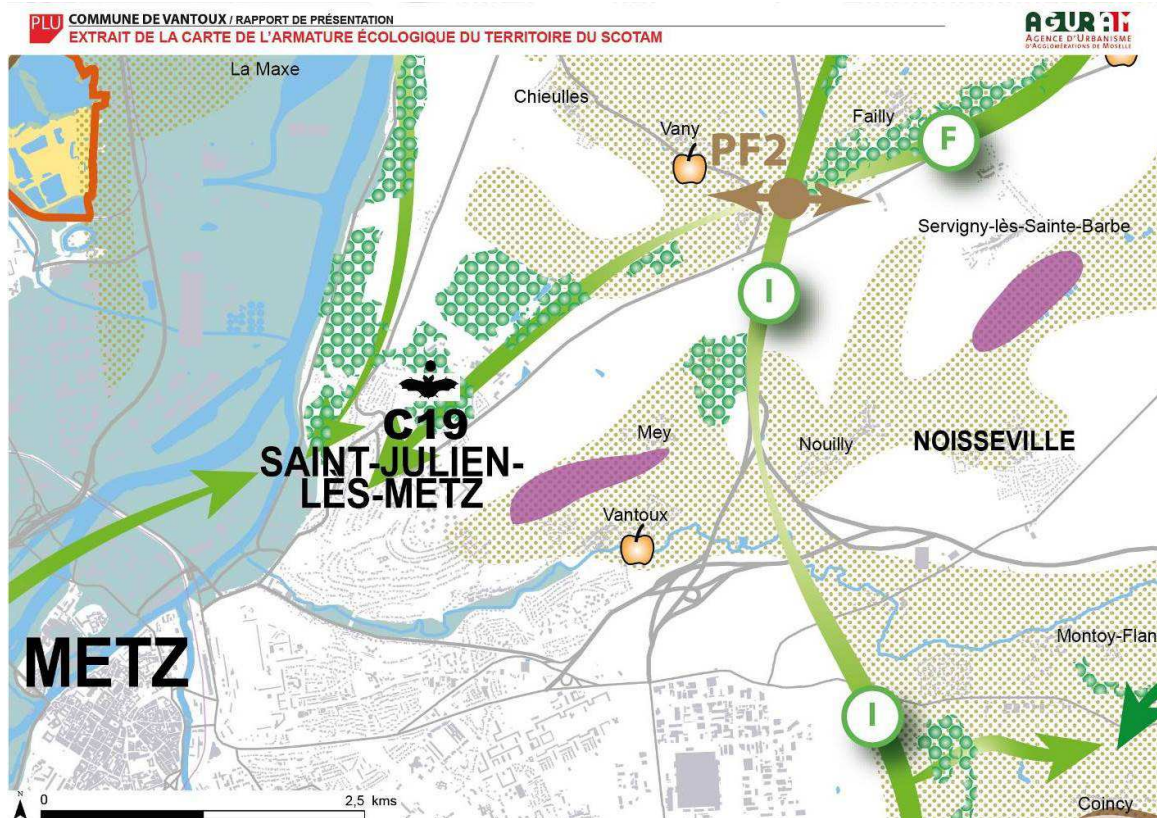 PLU COMMUNE DE VANTOUX / RAPPORT DE PRÉSENTATION
EXTRAIT DE LA CARTE DE L'ARMATURE ÉCOLOGIQUE DU TERRITOIRE DU SCOTAM
AGURAM
AGENCE D'URBANISME
D'AGGLOMÉRATIONS DE MOSELLE
La Maxe
Chieulles
Vany
Failly
PF2
F
Servigny-lès-Sainte-Barbe
I
C19
SAINT-JULIEN-
LES-METZ
Mey
Nouilly
NOISSEVILLE
Vantoux
METZ
Montoy-Flan
I
Coincy
N
0
2,5 kms